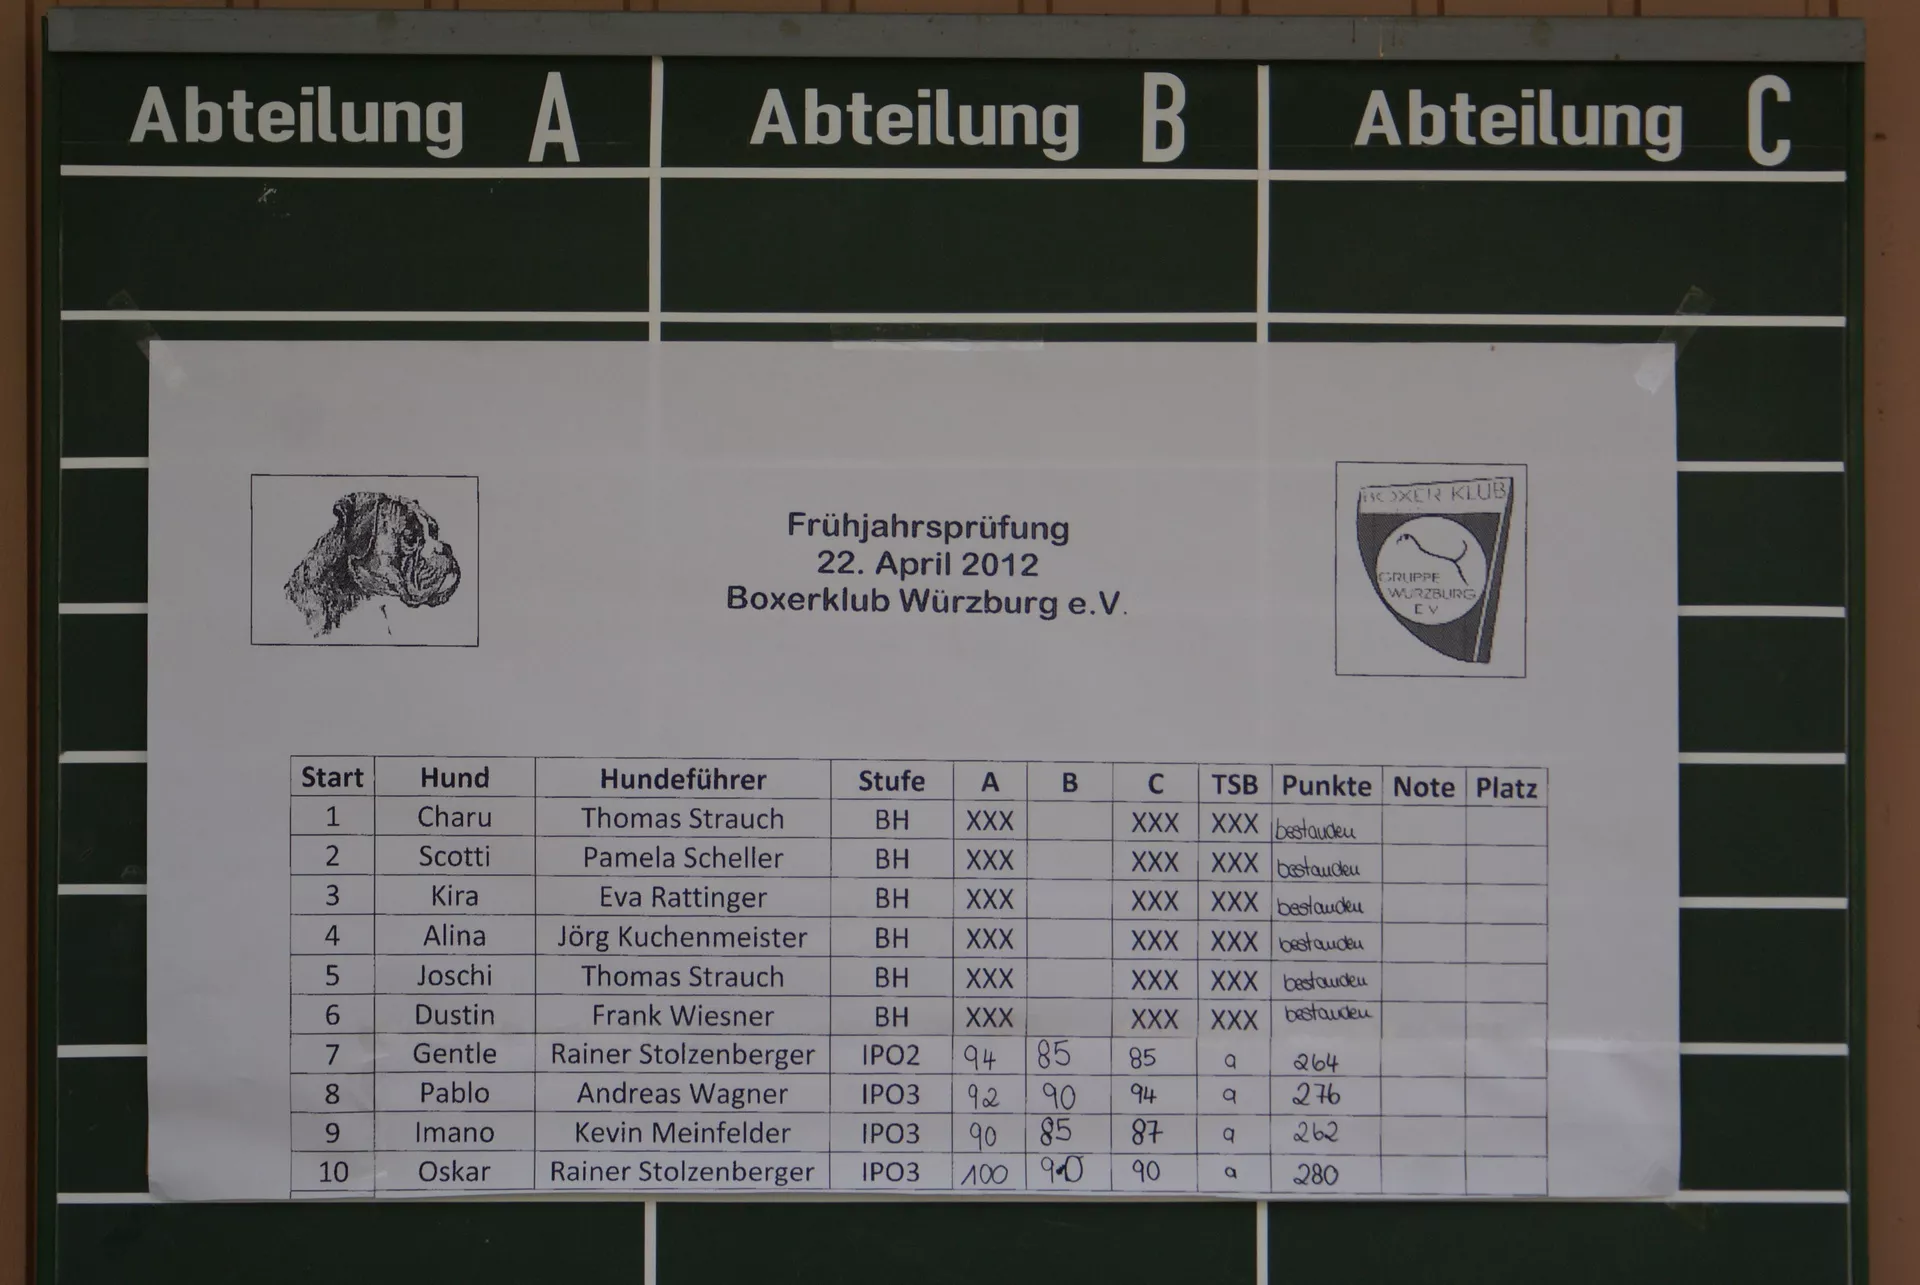 Abteilung A Abteilung B Abteilung C
BOXER KLUB
GRUPPE
WÜRZBURG
E V
Frühjahrsprüfung
22. April 2012
Boxerklub Würzburg e.V.
Start Hund Hundeführer Stufe A B C TSB Punkte Note Platz
1 Charu Thomas Strauch BH XXX XXX XXX bestanden
2 Scotti Pamela Scheller BH XXX XXX XXX bestanden
3 Kira Eva Rattinger BH XXX XXX XXX bestanden
4 Alina Jörg Kuchenmeister BH XXX XXX XXX bestanden
5 Joschi Thomas Strauch BH XXX XXX XXX bestanden
6 Dustin Frank Wiesner BH XXX XXX XXX bestanden
7 Gentle Rainer Stolzenberger IPO2 94 85 85 a 264
8 Pablo Andreas Wagner IPO3 92 90 94 a 276
9 Imano Kevin Meinfelder IPO3 90 85 87 a 262
10 Oskar Rainer Stolzenberger IPO3 100 90 90 a 280